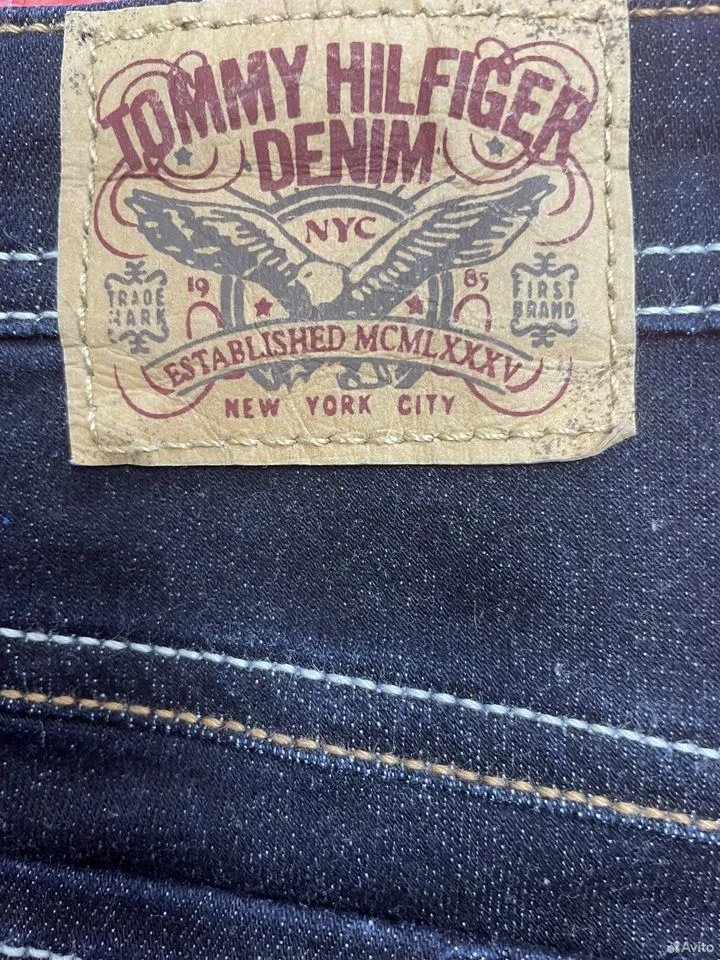 TOMMY HILFIGER
DENIM
NYC
19 85
TRADE MARK
FIRST BRAND
ESTABLISHED MCMLXXXV
NEW YORK CITY
Avito